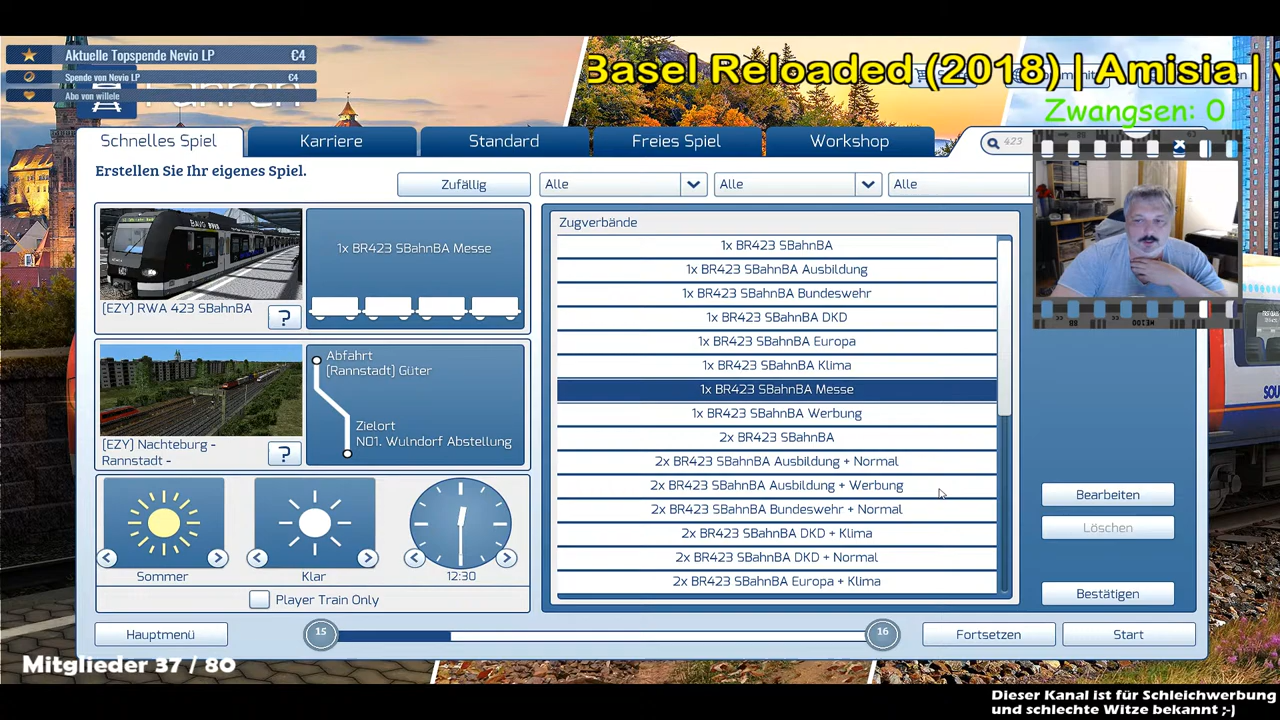 Aktuelle Topspende Nevio LP €4
Spende von Nevio LP €4
Abo von willele
Fahren
Basel Reloaded (2018) | Amisia | v
Zwangsen: 0
Schnelles Spiel
Karriere
Standard
Freies Spiel
Workshop
423
Erstellen Sie Ihr eigenes Spiel.
Zufällig
Alle
Alle
Alle
1x BR423 SBahnBA Messe
[EZY] RWA 423 SBahnBA
?
Abfahrt
[Rannstadt] Güter
Zielort
N01. Wulndorf Abstellung
[EZY] Nachteburg -
Rannstadt -
?
Sommer
Klar
12:30
Player Train Only
Zugverbände
1x BR423 SBahnBA
1x BR423 SBahnBA Ausbildung
1x BR423 SBahnBA Bundeswehr
1x BR423 SBahnBA DKD
1x BR423 SBahnBA Europa
1x BR423 SBahnBA Klima
1x BR423 SBahnBA Messe
1x BR423 SBahnBA Werbung
2x BR423 SBahnBA
2x BR423 SBahnBA Ausbildung + Normal
2x BR423 SBahnBA Ausbildung + Werbung
2x BR423 SBahnBA Bundeswehr + Normal
2x BR423 SBahnBA DKD + Klima
2x BR423 SBahnBA DKD + Normal
2x BR423 SBahnBA Europa + Klima
Bearbeiten
Löschen
Bestätigen
Hauptmenü
15
16
Fortsetzen
Start
Mitglieder 37 / 80
Dieser Kanal ist für Schleichwerbung
und schlechte Witze bekannt ;-)